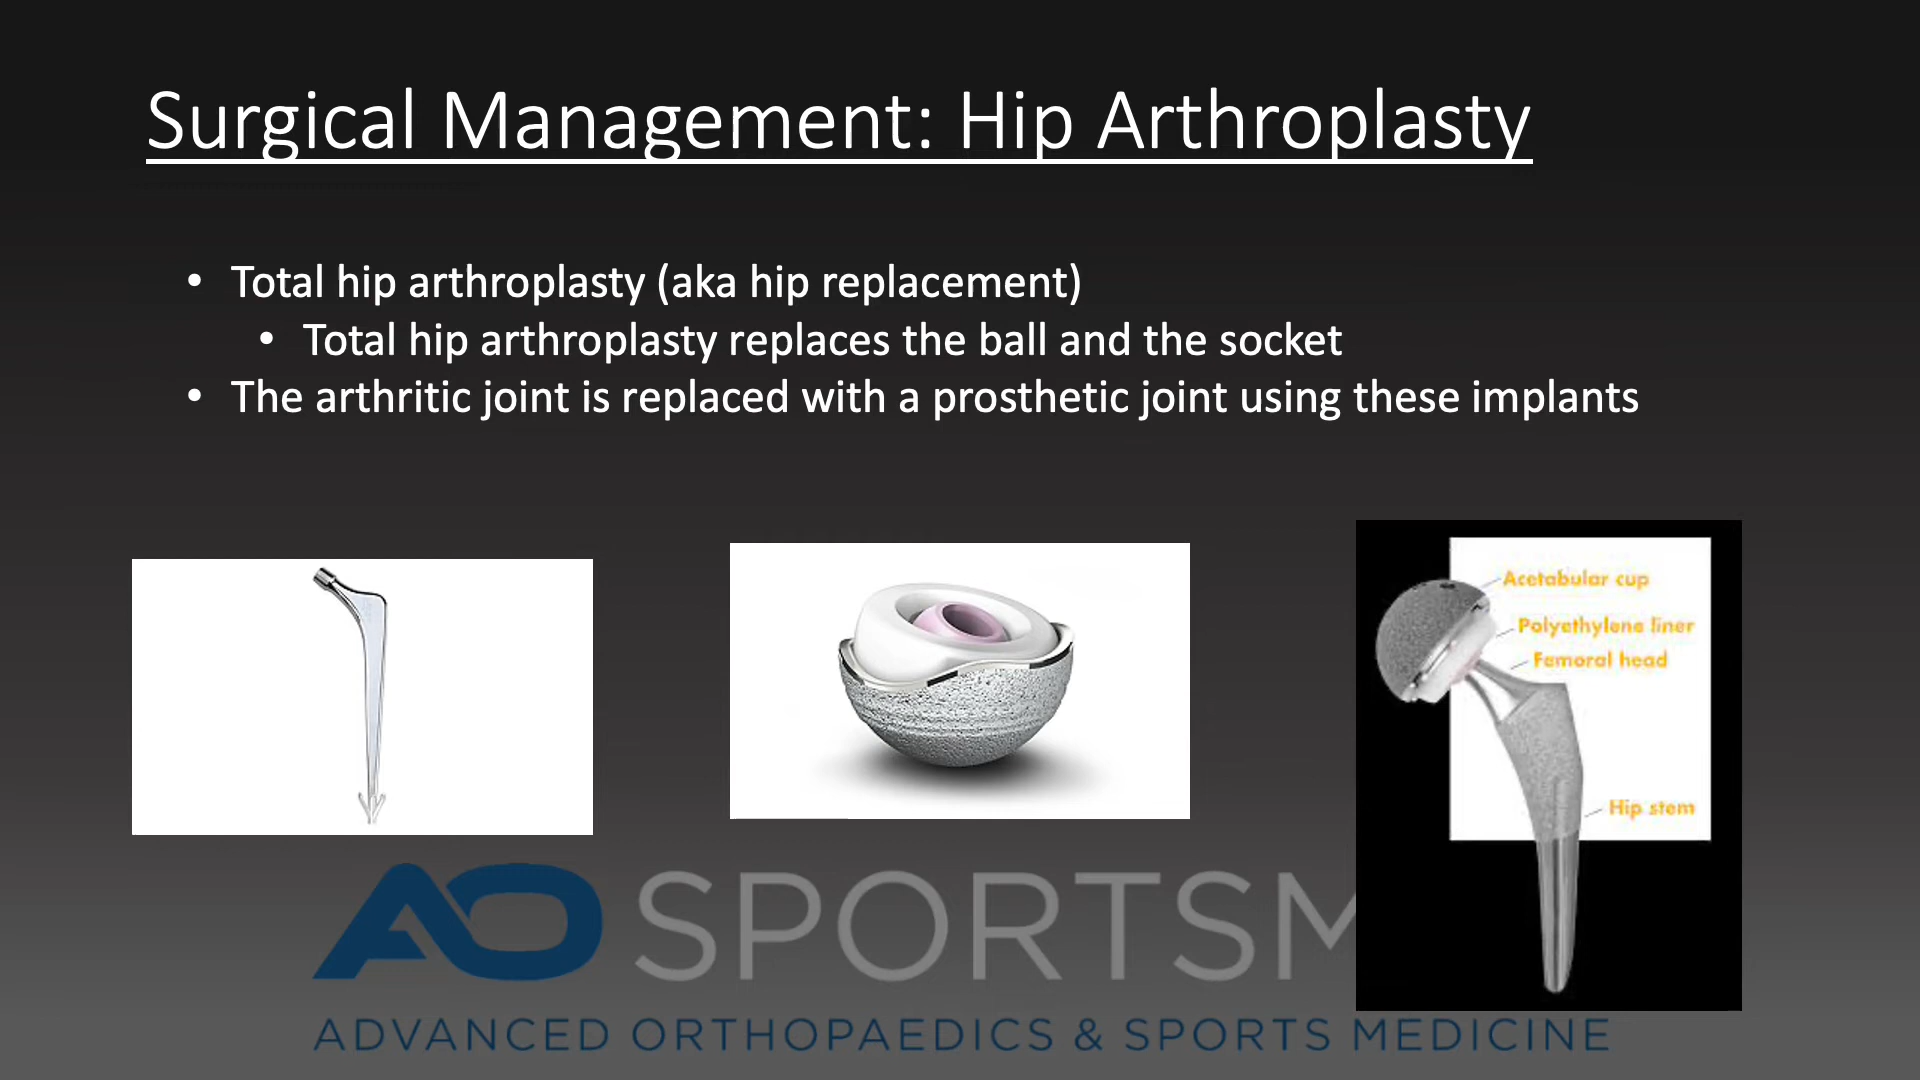 Surgical Management: Hip Arthroplasty
• Total hip arthroplasty (aka hip replacement)
• Total hip arthroplasty replaces the ball and the socket
• The arthritic joint is replaced with a prosthetic joint using these implants
Acetabular cup
Polyethylene liner
Femoral head
Hip stem
AO SPORTSM
ADVANCED ORTHOPAEDICS & SPORTS MEDICINE